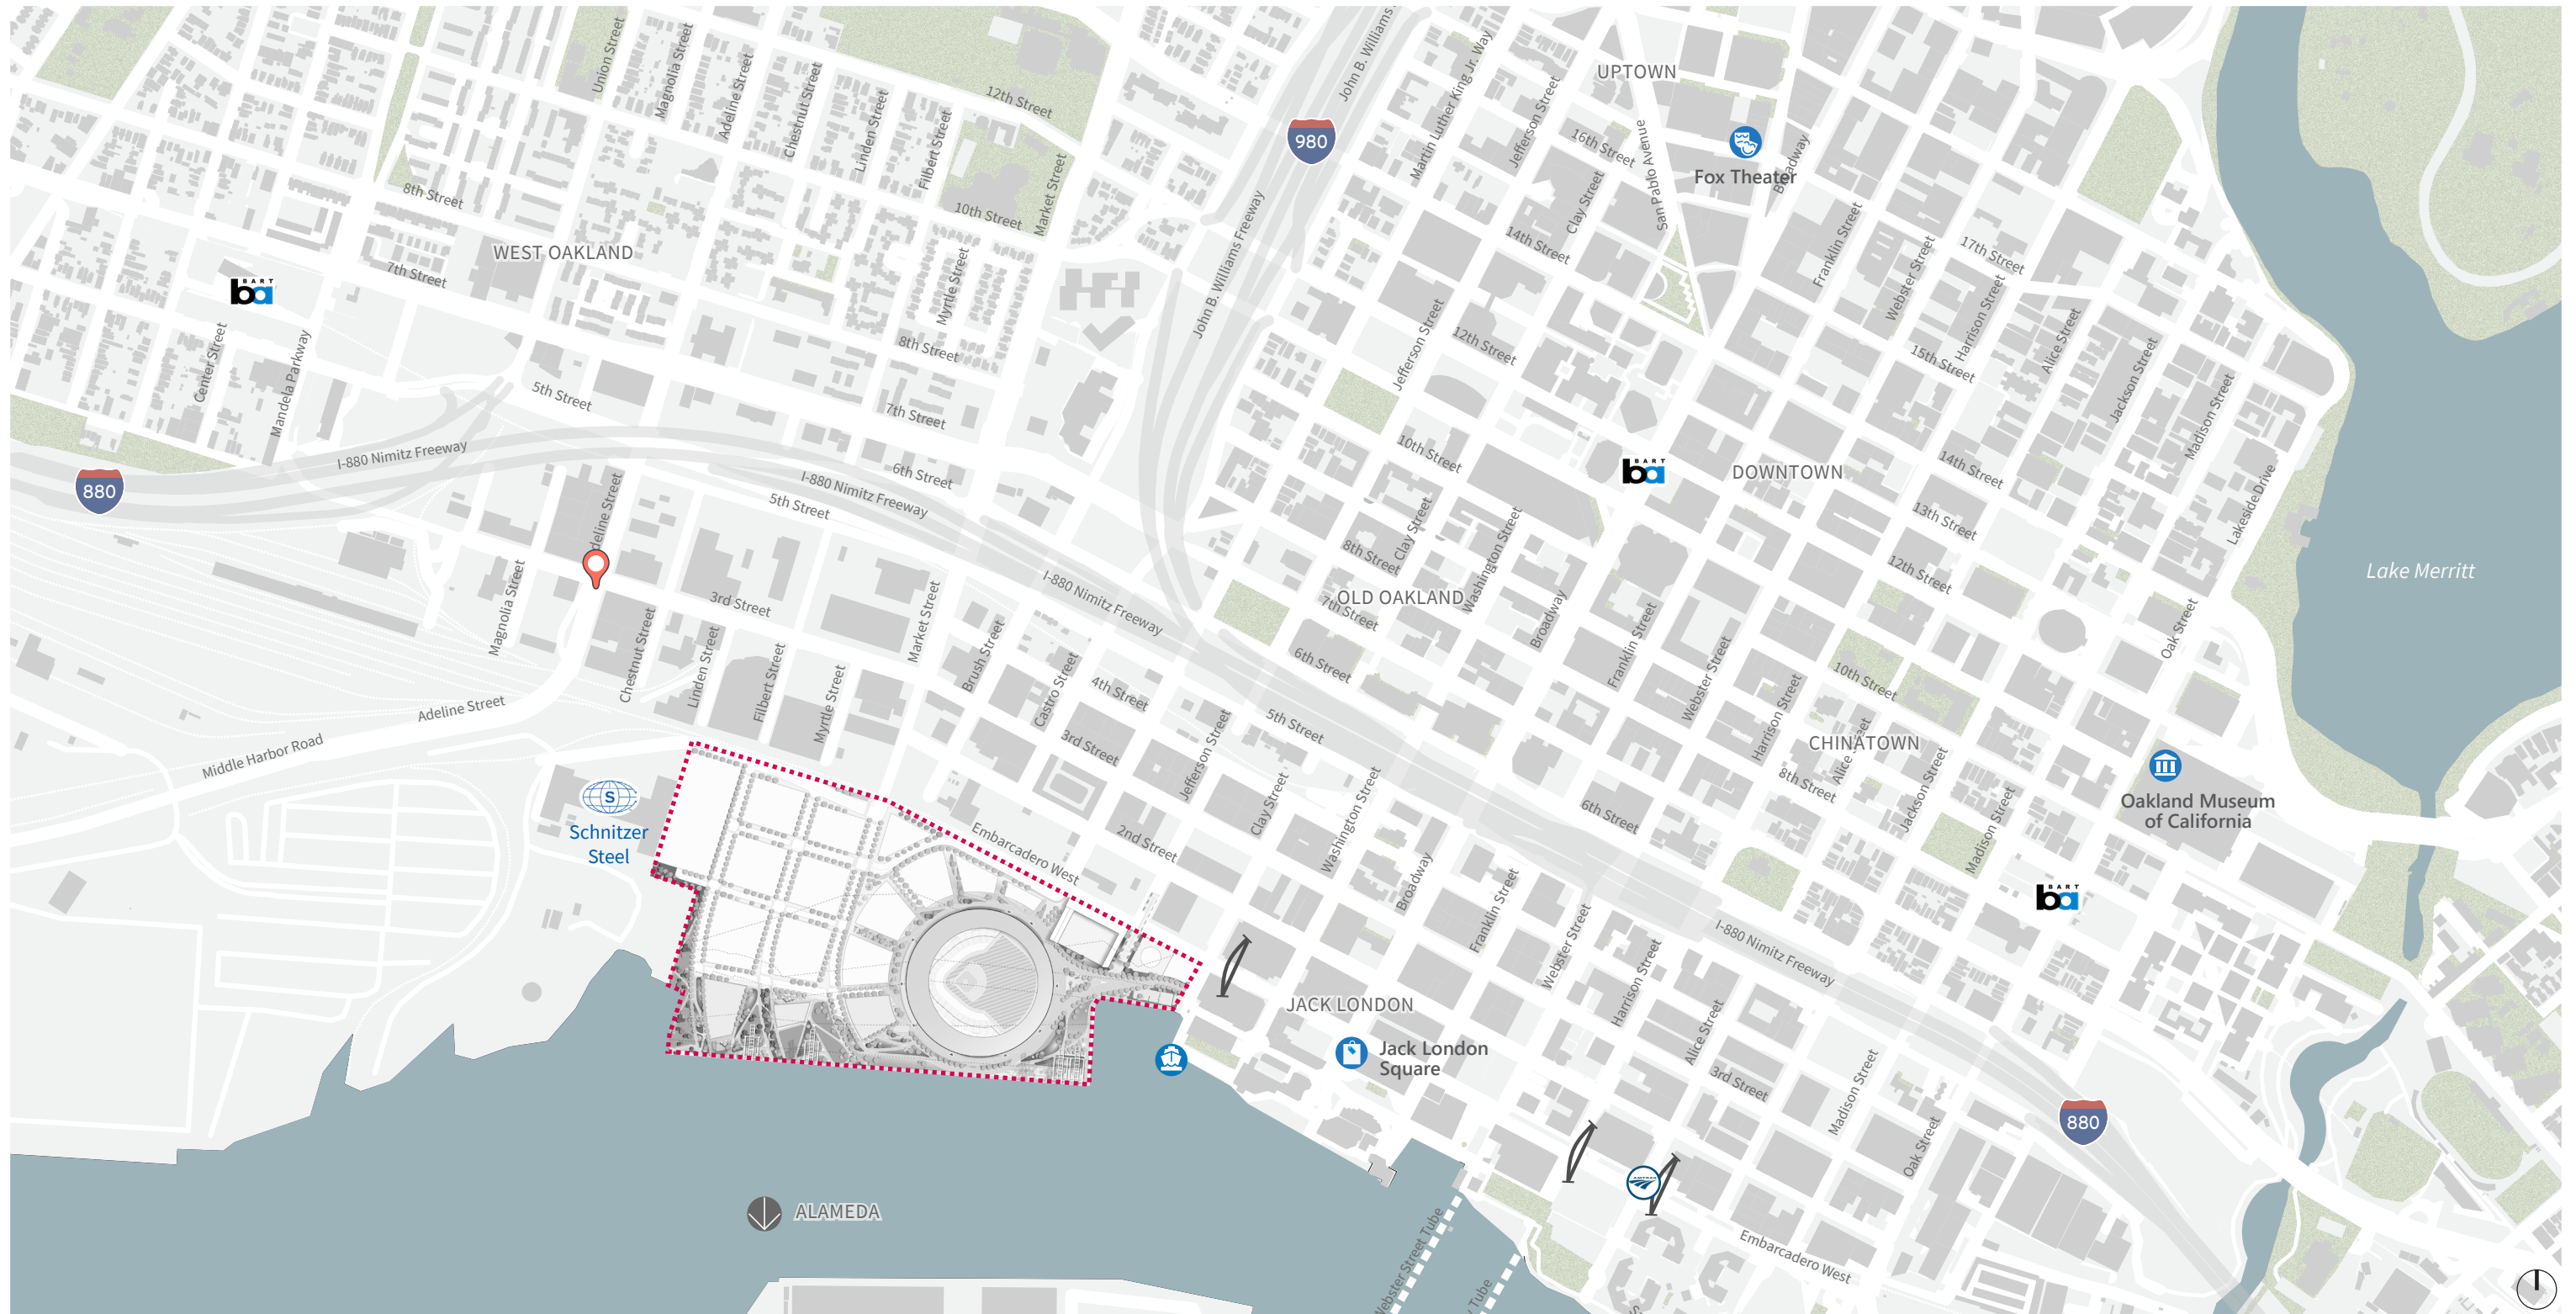 Union Street
Magnolia Street
Adeline Street
Chestnut Street
Linden Street
Filbert Street
12th Street
10th Street
Market Street
John B. Williams
980
Martin Luther King Jr. Way
Jefferson Street
UPTOWN
16th Street
San Pablo Avenue
Fox Theater
Broadway
Clay Street
14th Street
Franklin Street
Webster Street
17th Street
Harrison Street
15th Street
Alice Street
Jackson Street
Madison Street
8th Street
WEST OAKLAND
7th Street
BART
ba
Center Street
Mandela Parkway
Myrtle Street
8th Street
7th Street
John B. Williams Freeway
Jefferson Street
12th Street
10th Street
5th Street
I-880 Nimitz Freeway
880
6th Street
I-880 Nimitz Freeway
5th Street
deline Street
BART
ba
DOWNTOWN
14th Street
13th Street
12th Street
Lakeside Drive
Lake Merritt
Clay Street
8th Street
Washington Street
OLD OAKLAND
7th Street
Broadway
Franklin Street
Webster Street
Oak Street
10th Street
I-880 Nimitz Freeway
Magnolia Street
3rd Street
Chestnut Street
Linden Street
Filbert Street
Myrtle Street
Market Street
Brush Street
Castro Street
4th Street
3rd Street
6th Street
5th Street
Jefferson Street
Clay Street
Washington Street
Adeline Street
Middle Harbor Road
Harrison Street
CHINATOWN
Alice Street
8th Street
Jackson Street
Madison Street
Oakland Museum
of California
S
Schnitzer
Steel
Embarcadero West
2nd Street
6th Street
Broadway
Franklin Street
Webster Street
Harrison Street
BART
ba
I-880 Nimitz Freeway
JACK LONDON
Jack London
Square
Alice Street
3rd Street
Madison Street
Oak Street
880
ALAMEDA
Webster Street Tube
Tube
Embarcadero West